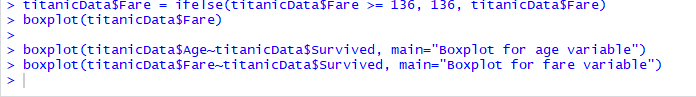 > titanicData$Fare = ifelse(titanicData$Fare >= 136, 136, titanicData$Fare)
> boxplot(titanicData$Fare)
>
> boxplot(titanicData$Age~titanicData$Survived, main="Boxplot for age variable")
> boxplot(titanicData$Fare~titanicData$Survived, main="Boxplot for fare variable")
>